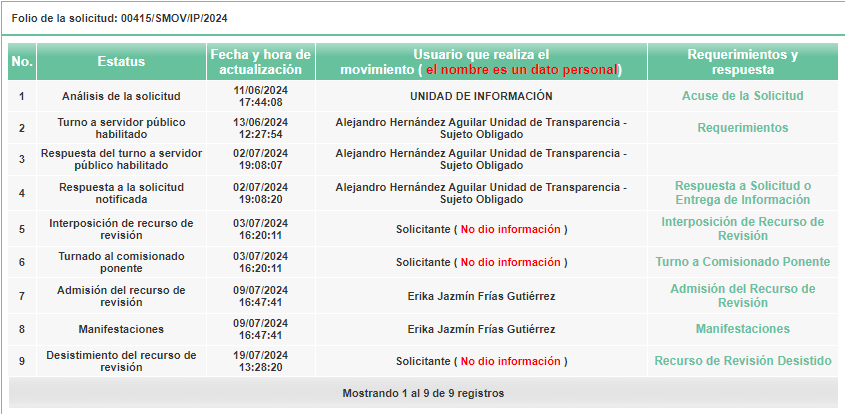 Folio de la solicitud: 00415/SMOV/IP/2024
No. Estatus Fecha y hora de actualización Usuario que realiza el movimiento ( el nombre es un dato personal) Requerimientos y respuesta
1 Análisis de la solicitud 11/06/2024 17:44:08 UNIDAD DE INFORMACIÓN Acuse de la Solicitud
2 Turno a servidor público habilitado 13/06/2024 12:27:54 Alejandro Hernández Aguilar Unidad de Transparencia - Sujeto Obligado Requerimientos
3 Respuesta del turno a servidor público habilitado 02/07/2024 19:08:07 Alejandro Hernández Aguilar Unidad de Transparencia - Sujeto Obligado
4 Respuesta a la solicitud notificada 02/07/2024 19:08:20 Alejandro Hernández Aguilar Unidad de Transparencia - Sujeto Obligado Respuesta a Solicitud o Entrega de Información
5 Interposición de recurso de revisión 03/07/2024 16:20:11 Solicitante ( No dio información ) Interposición de Recurso de Revisión
6 Turnado al comisionado ponente 03/07/2024 16:20:11 Solicitante ( No dio información ) Turno a Comisionado Ponente
7 Admisión del recurso de revisión 09/07/2024 16:47:41 Erika Jazmín Frías Gutiérrez Admisión del Recurso de Revisión
8 Manifestaciones 09/07/2024 16:47:41 Erika Jazmín Frías Gutiérrez Manifestaciones
9 Desistimiento del recurso de revisión 19/07/2024 13:28:20 Solicitante ( No dio información ) Recurso de Revisión Desistido
Mostrando 1 al 9 de 9 registros